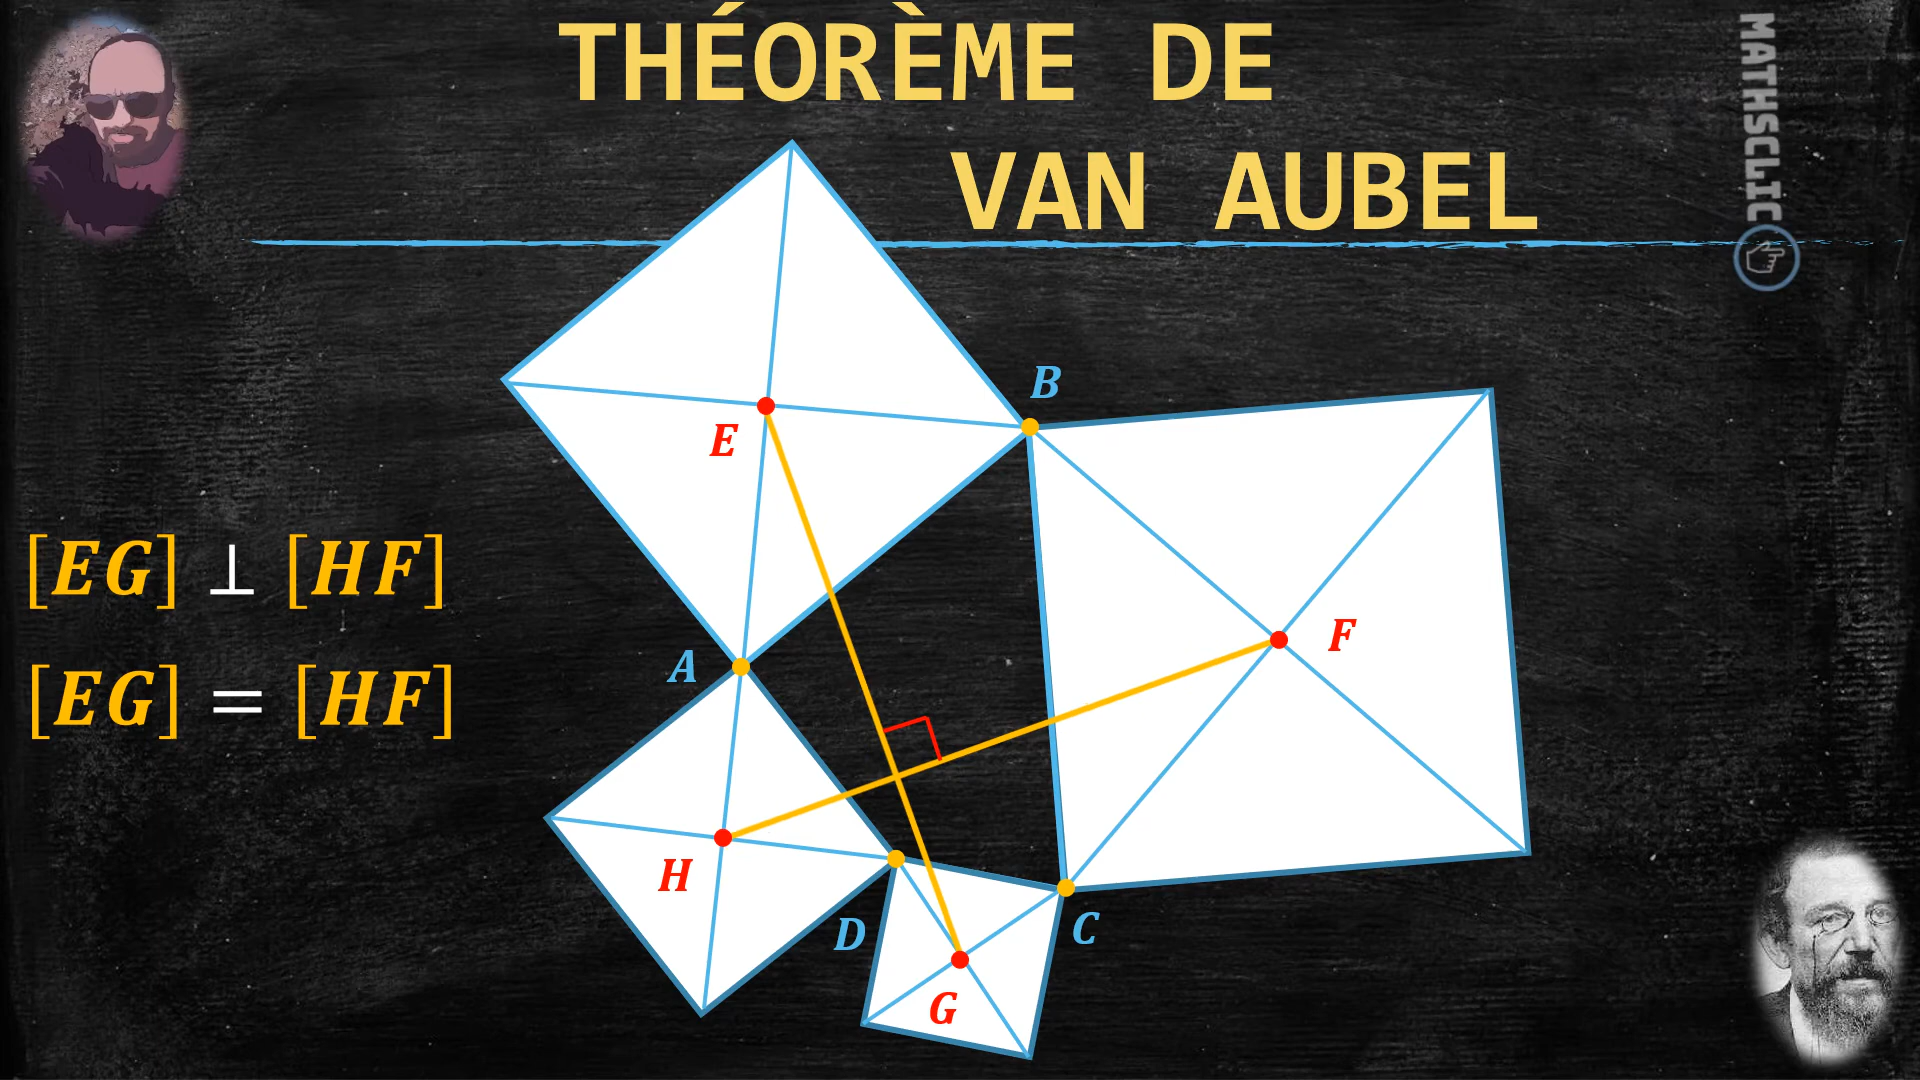 THÉORÈME DE
VAN AUBEL
MATHSCLIC
B
E
[EG] ⊥ [HF]
F
A
[EG] = [HF]
H
D
C
G